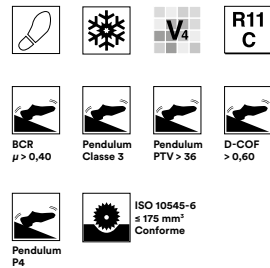 V4
R11
C
BCR
μ > 0,40
Pendulum
Classe 3
Pendulum
PTV > 36
D-COF
> 0,60
ISO 10545-6
≤ 175 mm³
Conforme
Pendulum
P4